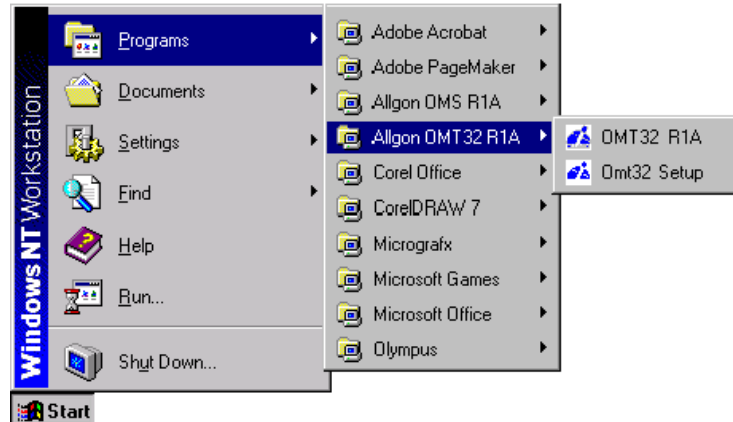 Windows NT Workstation
Programs
Documents
Settings
Find
Help
Run...
Shut Down...
Start
Adobe Acrobat
Adobe PageMaker
Allgon OMS R1A
Allgon OMT32 R1A
Corel Office
CorelDRAW 7
Micrografx
Microsoft Games
Microsoft Office
Olympus
OMT32 R1A
Omt32 Setup